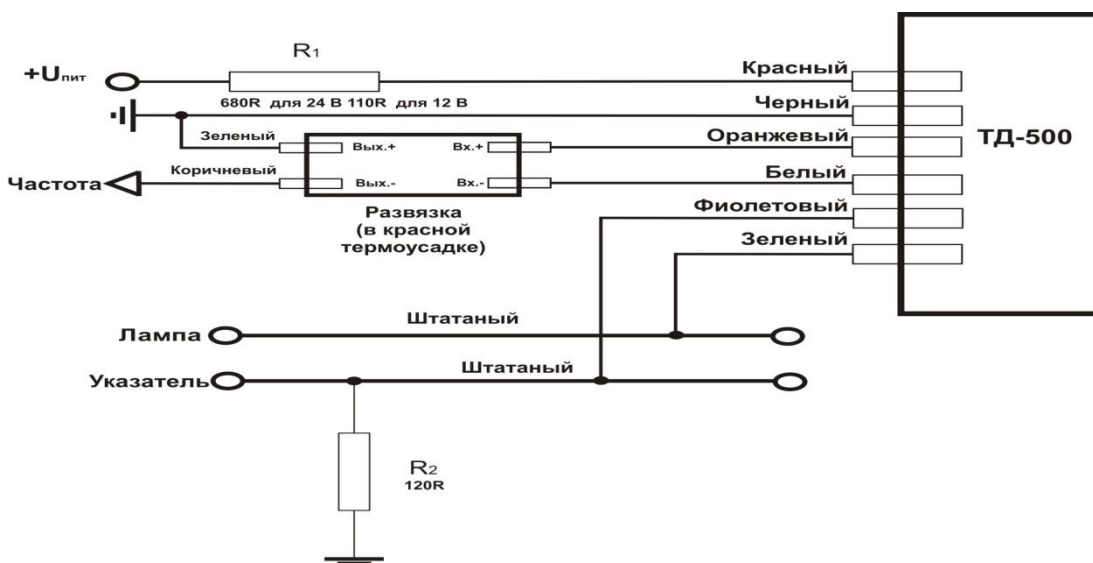 R1
+Uпит
680R для 24 В 110R для 12 В
Красный
Черный
Оранжевый
Белый
Фиолетовый
Зеленый
ТД-500
Зеленый
Коричневый
Вых.+
Вх.+
Вых.-
Вх.-
Частота
Развязка
(в красной
термоусадке)
Лампа
Штатаный
Указатель
Штатаный
R2
120R